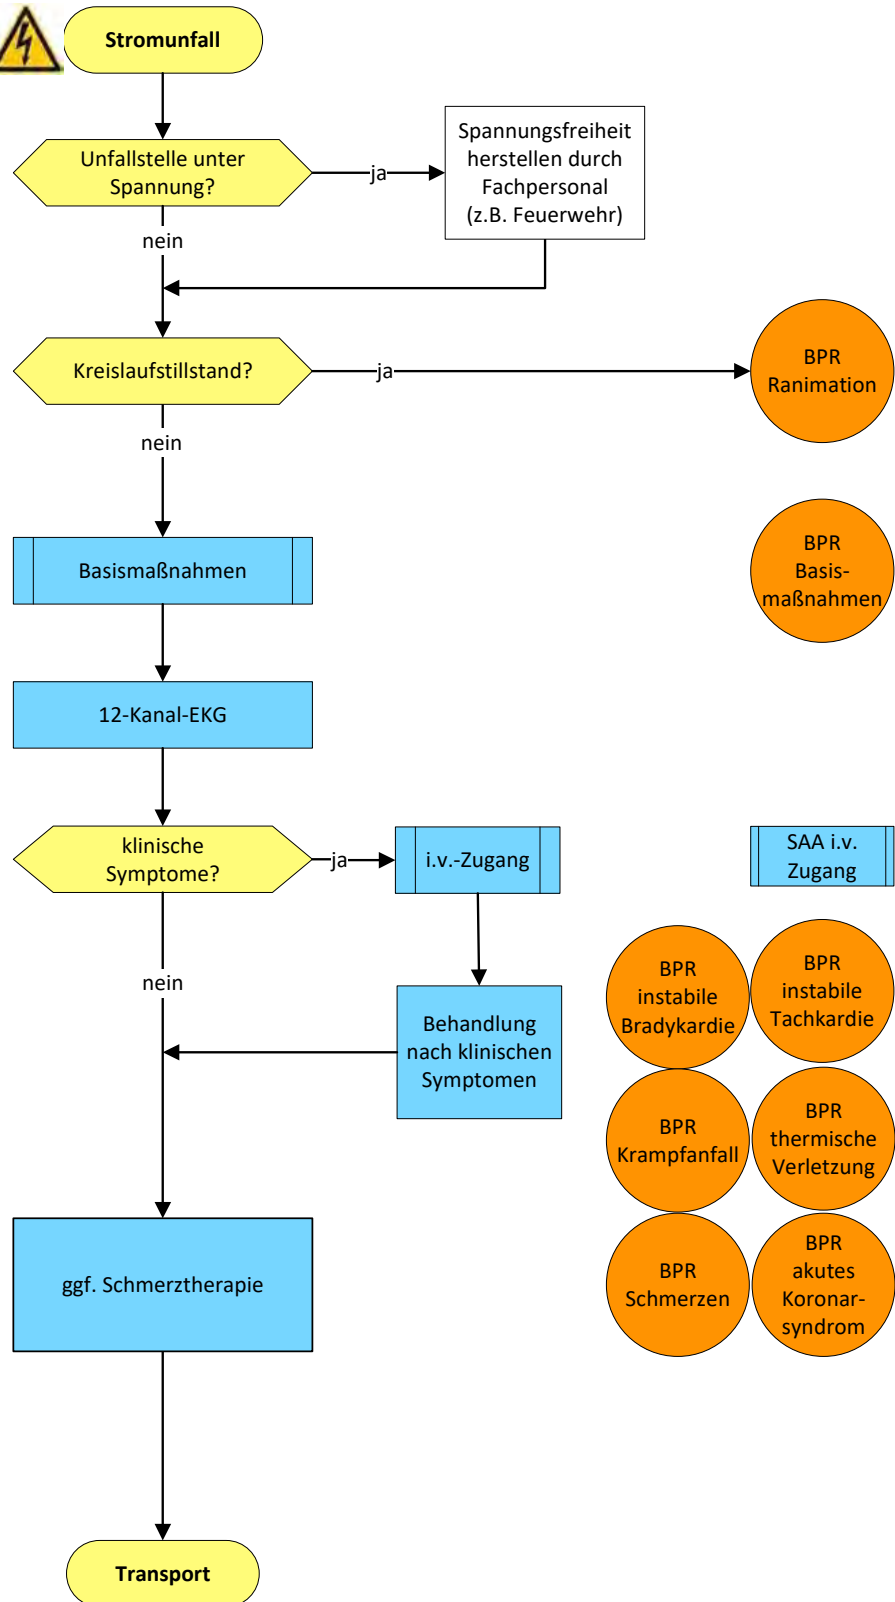 Stromunfall
Unfallstelle unter
Spannung?
ja
Spannungsfreiheit
herstellen durch
Fachpersonal
(z.B. Feuerwehr)
nein
Kreislaufstillstand?
ja
BPR
Ranimation
nein
Basismaßnahmen
BPR
Basis-
maßnahmen
12-Kanal-EKG
klinische
Symptome?
ja
i.v.-Zugang
SAA i.v.
Zugang
nein
Behandlung
nach klinischen
Symptomen
BPR
instabile
Bradykardie
BPR
instabile
Tachkardie
BPR
Krampfanfall
BPR
thermische
Verletzung
ggf. Schmerztherapie
BPR
Schmerzen
BPR
akutes
Koronar-
syndrom
Transport